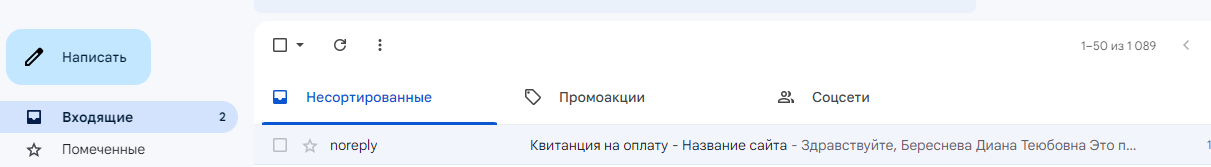 Написать
1–50 из 1 089
Несортированные Промоакции Соцсети
Входящие 2
noreply Квитанция на оплату - Название сайта - Здравствуйте, Береснева Диана Теюбовна Это п...
Помеченные